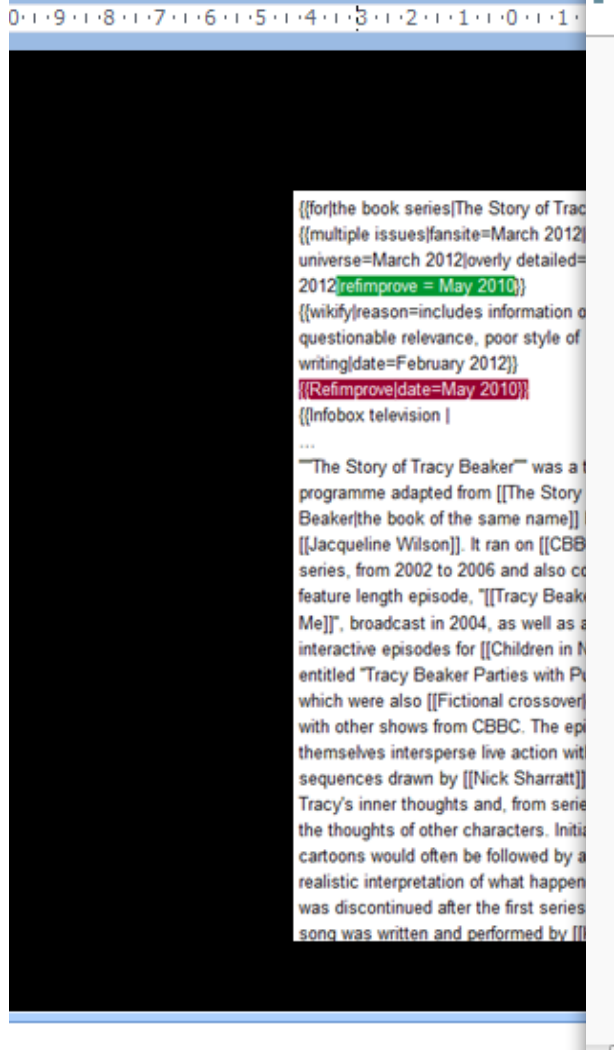 0 9 8 7 6 5 4 3 2 1 0 1
{{for|the book series|The Story of Trac
{{multiple issues|fansite=March 2012|
universe=March 2012|overly detailed=
2012|refimprove = May 2010}}
{{wikify|reason=includes information o
questionable relevance, poor style of
writing|date=February 2012}}
{{Refimprove|date=May 2010}}
{{Infobox television |
...
"'The Story of Tracy Beaker"' was a t
programme adapted from [[The Story
Beaker|the book of the same name]]
[[Jacqueline Wilson]]. It ran on [[CBB
series, from 2002 to 2006 and also co
feature length episode, "[[Tracy Beake
Me]]", broadcast in 2004, as well as a
interactive episodes for [[Children in N
entitled "Tracy Beaker Parties with Pu
which were also [[Fictional crossover|
with other shows from CBBC. The epi
themselves intersperse live action wit
sequences drawn by [[Nick Sharratt]]
Tracy's inner thoughts and, from serie
the thoughts of other characters. Initia
cartoons would often be followed by a
realistic interpretation of what happen
was discontinued after the first series
song was written and performed by [[